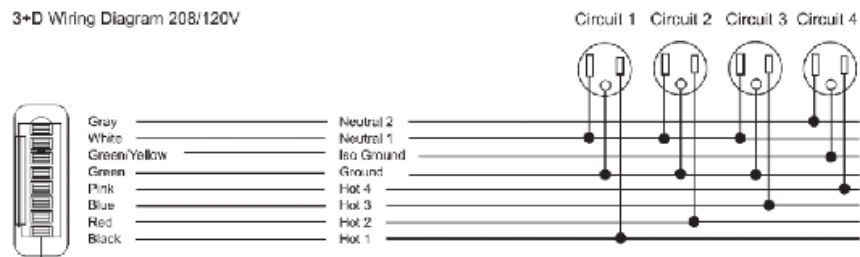 3+D Wiring Diagram 208/120V
Circuit 1 Circuit 2 Circuit 3 Circuit 4
Gray Neutral 2
White Neutral 1
Green/Yellow Iso Ground
Green Ground
Pink Hot 4
Blue Hot 3
Red Hot 2
Black Hot 1